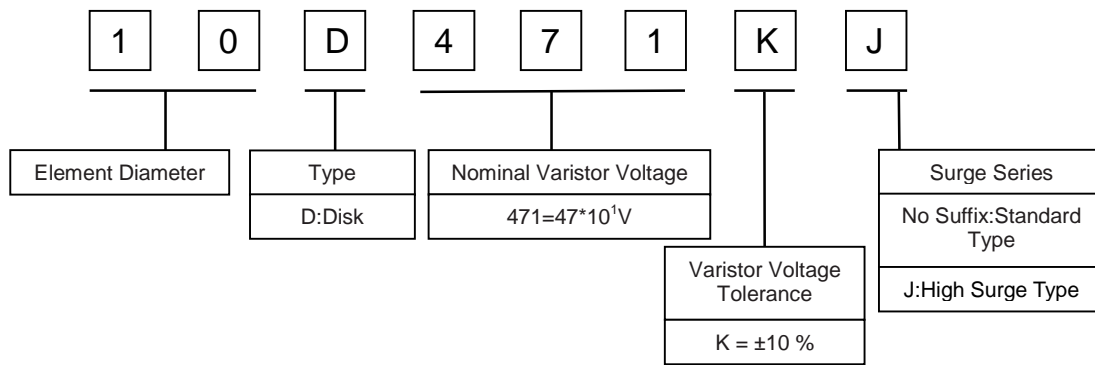 1 0 D 4 7 1 K J
Element Diameter
Type
D:Disk
Nominal Varistor Voltage
471=47*10¹V
Varistor Voltage
Tolerance
K = ±10 %
Surge Series
No Suffix:Standard
Type
J:High Surge Type